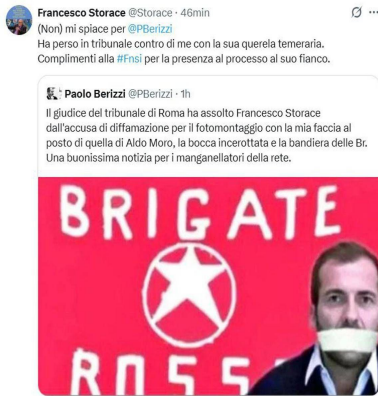 Francesco Storace @Storace · 46min
(Non) mi spiace per @PBerizzi
Ha perso in tribunale contro di me con la sua querela temeraria.
Complimenti alla #Fnsi per la presenza al processo al suo fianco.
Paolo Berizzi @PBerizzi · 1h
Il giudice del tribunale di Roma ha assolto Francesco Storace
dall'accusa di diffamazione per il fotomontaggio con la mia faccia al
posto di quella di Aldo Moro, la bocca incerottata e la bandiera delle Br.
Una buonissima notizia per i manganellatori della rete.
BRIGATE
ROSS